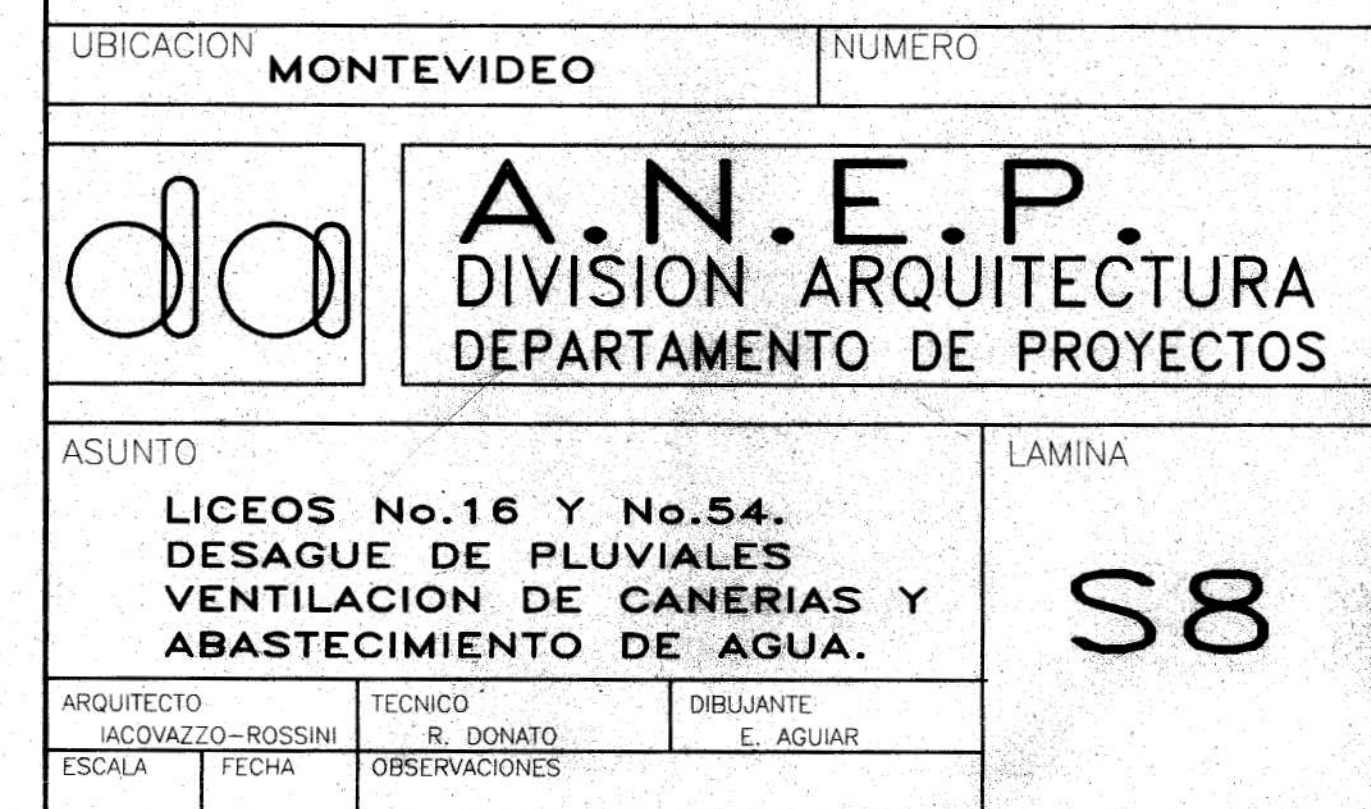 UBICACION MONTEVIDEO
NUMERO
da
A.N.E.P.
DIVISION ARQUITECTURA
DEPARTAMENTO DE PROYECTOS
ASUNTO
LICEOS No.16 Y No.54.
DESAGUE DE PLUVIALES
VENTILACION DE CANERIAS Y
ABASTECIMIENTO DE AGUA.
LAMINA
S8
ARQUITECTO
IACOVAZZO-ROSSINI
TECNICO
R. DONATO
DIBUJANTE
E. AGUIAR
ESCALA
FECHA
OBSERVACIONES